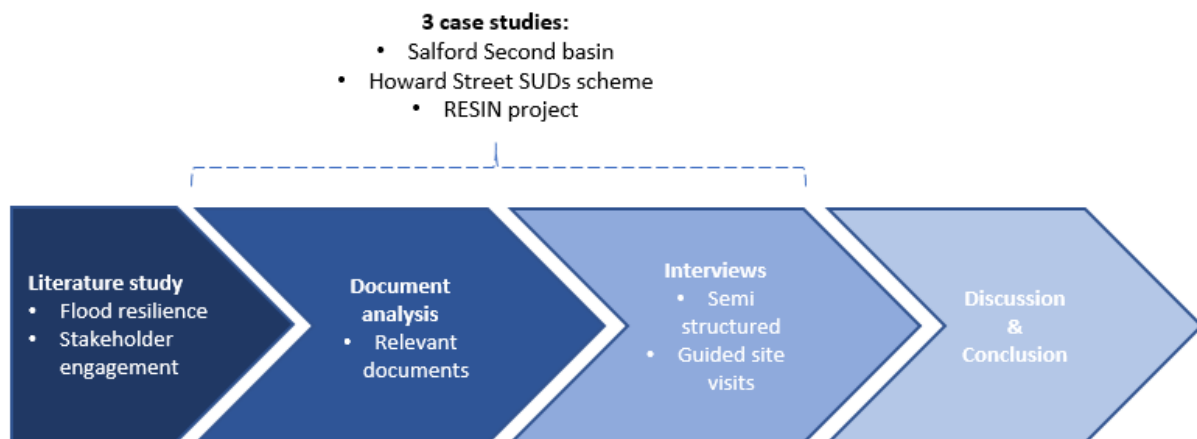 3 case studies:
• Salford Second basin
• Howard Street SUDs scheme
• RESIN project
Literature study
• Flood resilience
• Stakeholder
engagement
Document
analysis
• Relevant
documents
Interviews
• Semi
structured
• Guided site
visits
Discussion
&
Conclusion